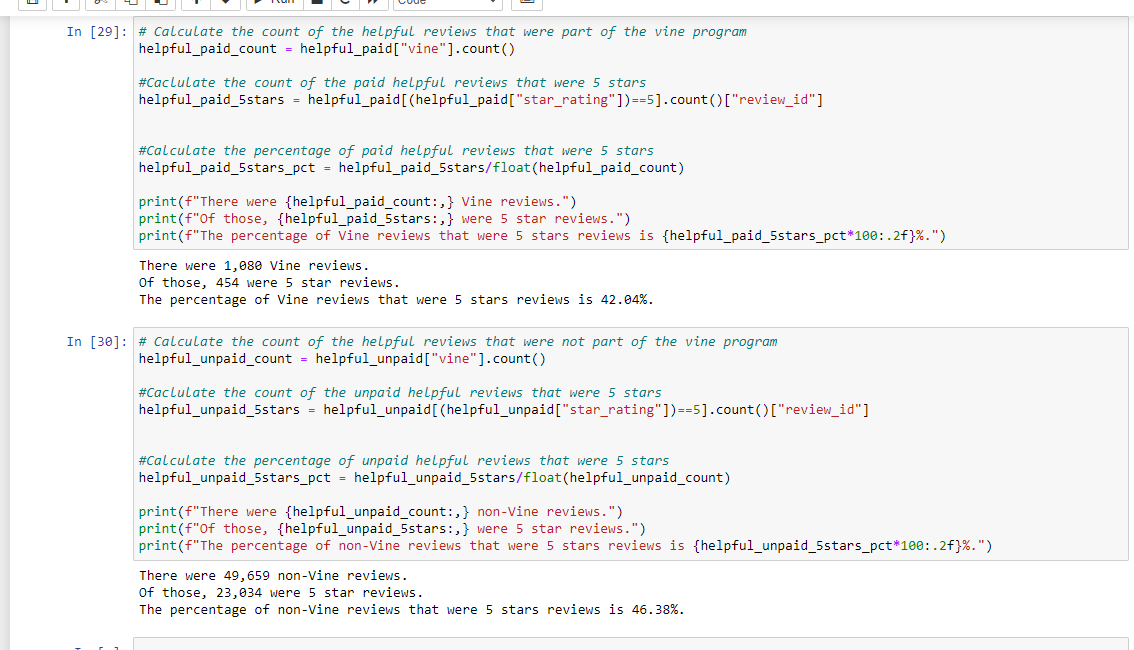 Run
Code
In [29]:
# Calculate the count of the helpful reviews that were part of the vine program
helpful_paid_count = helpful_paid["vine"].count()
#Caclulate the count of the paid helpful reviews that were 5 stars
helpful_paid_5stars = helpful_paid[(helpful_paid["star_rating"])==5].count()["review_id"]
#Calculate the percentage of paid helpful reviews that were 5 stars
helpful_paid_5stars_pct = helpful_paid_5stars/float(helpful_paid_count)
print(f"There were {helpful_paid_count:,} Vine reviews.")
print(f"Of those, {helpful_paid_5stars:,} were 5 star reviews.")
print(f"The percentage of Vine reviews that were 5 stars reviews is {helpful_paid_5stars_pct*100:.2f}%.")
There were 1,080 Vine reviews.
Of those, 454 were 5 star reviews.
The percentage of Vine reviews that were 5 stars reviews is 42.04%.
In [30]:
# Calculate the count of the helpful reviews that were not part of the vine program
helpful_unpaid_count = helpful_unpaid["vine"].count()
#Caclulate the count of the unpaid helpful reviews that were 5 stars
helpful_unpaid_5stars = helpful_unpaid[(helpful_unpaid["star_rating"])==5].count()["review_id"]
#Calculate the percentage of unpaid helpful reviews that were 5 stars
helpful_unpaid_5stars_pct = helpful_unpaid_5stars/float(helpful_unpaid_count)
print(f"There were {helpful_unpaid_count:,} non-Vine reviews.")
print(f"Of those, {helpful_unpaid_5stars:,} were 5 star reviews.")
print(f"The percentage of non-Vine reviews that were 5 stars reviews is {helpful_unpaid_5stars_pct*100:.2f}%.")
There were 49,659 non-Vine reviews.
Of those, 23,034 were 5 star reviews.
The percentage of non-Vine reviews that were 5 stars reviews is 46.38%.